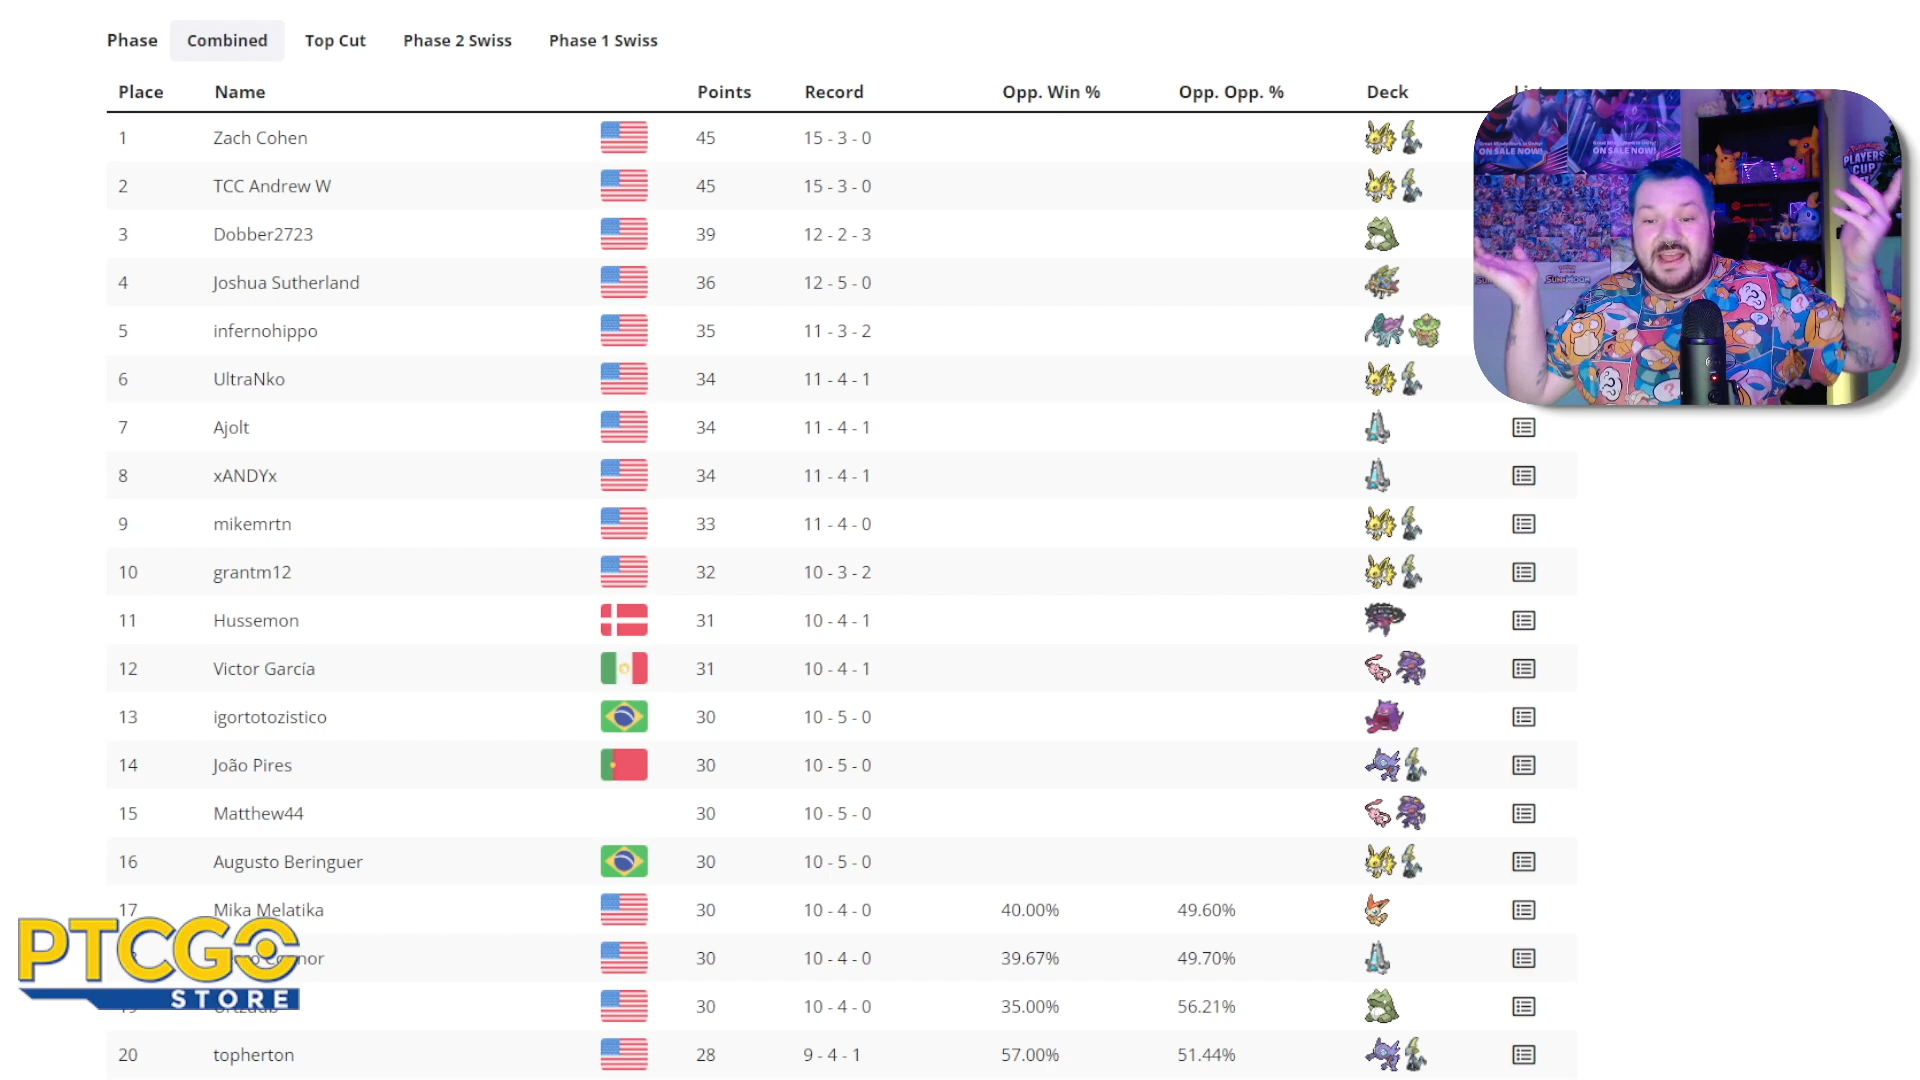 Phase Combined Top Cut Phase 2 Swiss Phase 1 Swiss
Place Name Points Record Opp. Win % Opp. Opp. % Deck
1 Zach Cohen 45 15 - 3 - 0
2 TCC Andrew W 45 15 - 3 - 0
3 Dobber2723 39 12 - 2 - 3
4 Joshua Sutherland 36 12 - 5 - 0
5 infernohippo 35 11 - 3 - 2
6 UltraNko 34 11 - 4 - 1
7 Ajolt 34 11 - 4 - 1
8 xANDYx 34 11 - 4 - 1
9 mikemrtn 33 11 - 4 - 0
10 grantm12 32 10 - 3 - 2
11 Hussemon 31 10 - 4 - 1
12 Victor García 31 10 - 4 - 1
13 igortotozistico 30 10 - 5 - 0
14 João Pires 30 10 - 5 - 0
15 Matthew44 30 10 - 5 - 0
16 Augusto Beringuer 30 10 - 5 - 0
17 Mika Melatika 30 10 - 4 - 0 40.00% 49.60%
30 10 - 4 - 0 39.67% 49.70%
30 10 - 4 - 0 35.00% 56.21%
20 topherton 28 9 - 4 - 1 57.00% 51.44%
PTCGO
STORE
ON SALE NOW!
ON SALE NOW!
PLAYERS
CUP